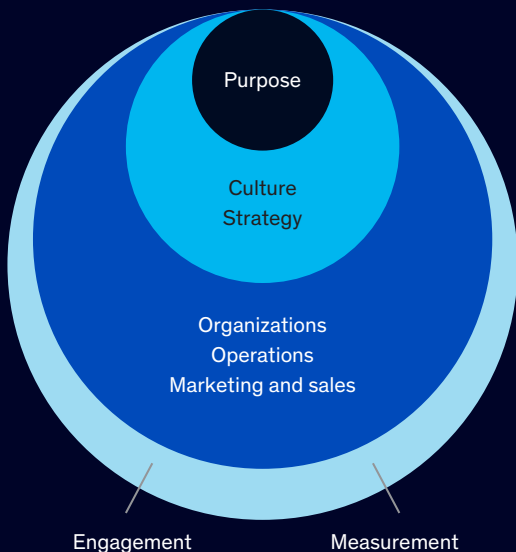 Purpose
Culture
Strategy
Organizations
Operations
Marketing and sales
Engagement
Measurement